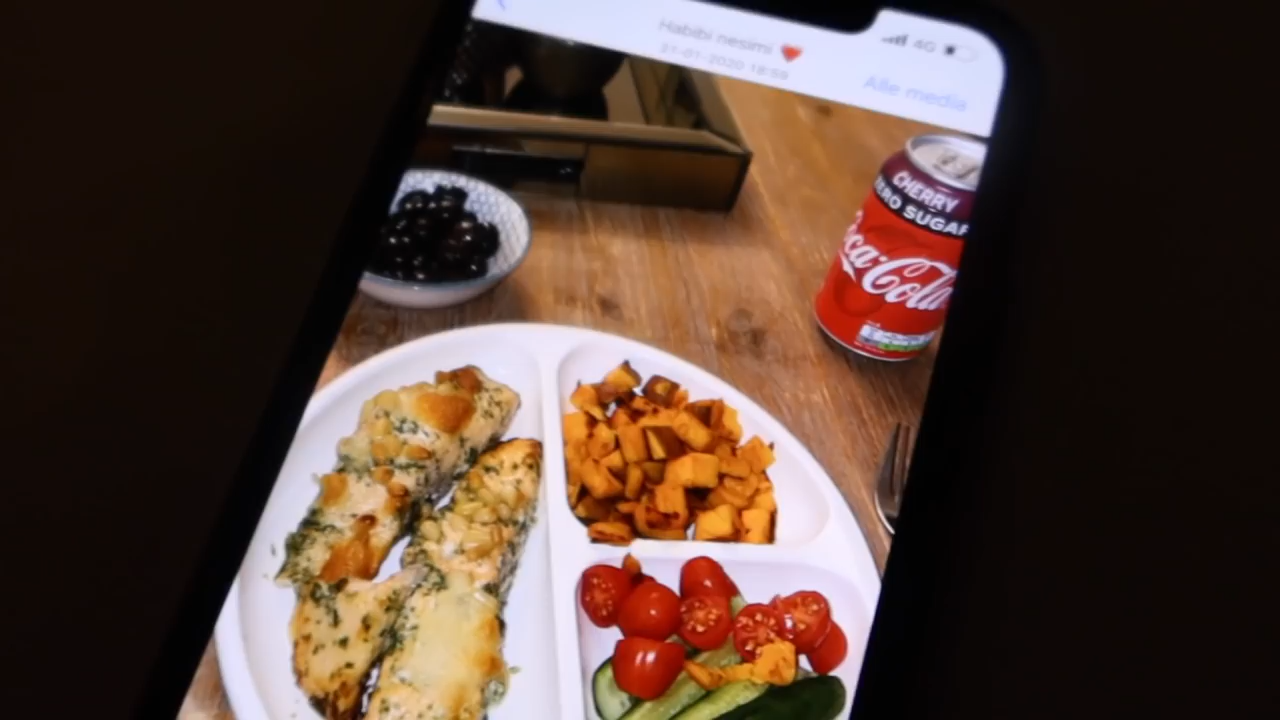 4G
Habibi nesimi ❤️
31-01-2020 18:59
Alle media
CHERRY
ZERO SUGAR
Coca-Cola